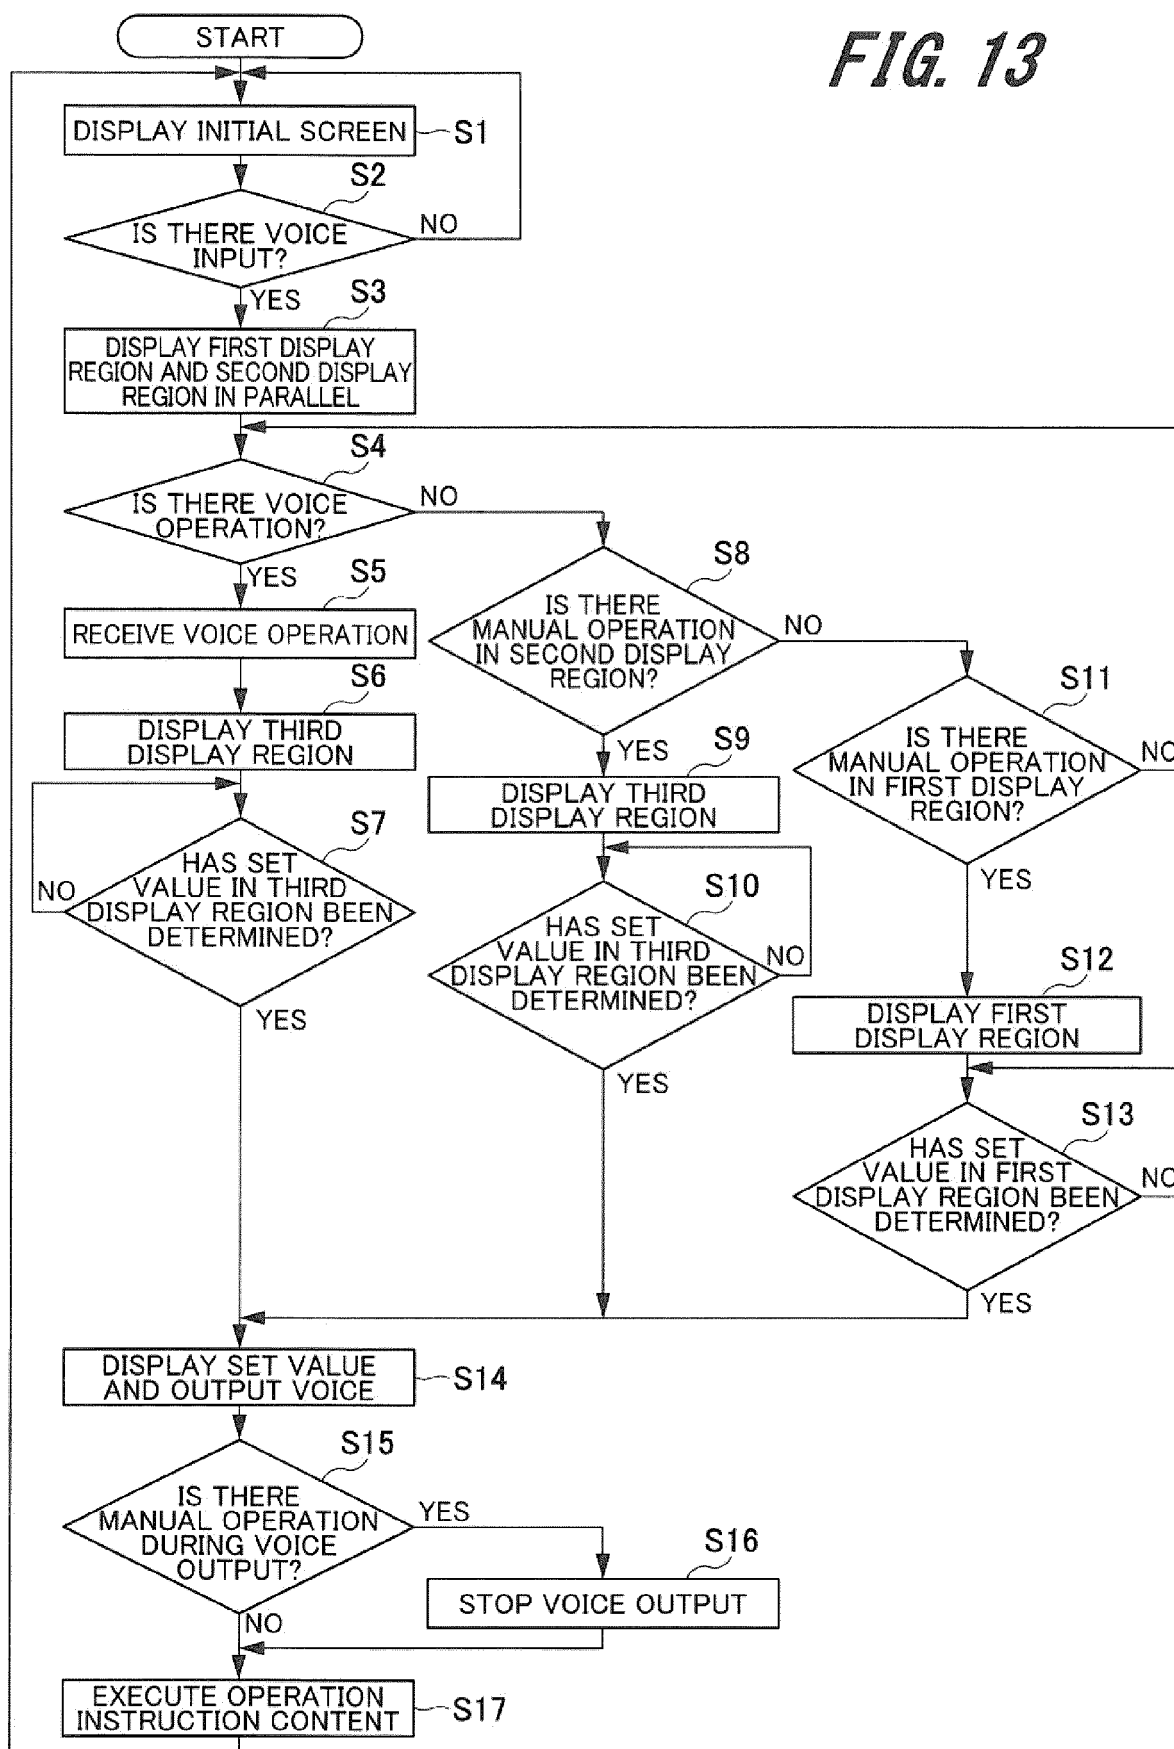 FIG. 13
START
DISPLAY INITIAL SCREEN
S1
S2
IS THERE VOICE
INPUT?
NO
YES
S3
DISPLAY FIRST DISPLAY
REGION AND SECOND DISPLAY
REGION IN PARALLEL
S4
IS THERE VOICE
OPERATION?
NO
YES
S5
RECEIVE VOICE OPERATION
S6
DISPLAY THIRD
DISPLAY REGION
S7
HAS SET
VALUE IN THIRD
DISPLAY REGION BEEN
DETERMINED?
NO
YES
S8
IS THERE
MANUAL OPERATION
IN SECOND DISPLAY
REGION?
NO
YES
S9
DISPLAY THIRD
DISPLAY REGION
S10
HAS SET
VALUE IN THIRD
DISPLAY REGION BEEN
DETERMINED?
NO
YES
S11
IS THERE
MANUAL OPERATION
IN FIRST DISPLAY
REGION?
NO
YES
S12
DISPLAY FIRST
DISPLAY REGION
S13
HAS SET
VALUE IN FIRST
DISPLAY REGION BEEN
DETERMINED?
NO
YES
DISPLAY SET VALUE
AND OUTPUT VOICE
S14
S15
IS THERE
MANUAL OPERATION
DURING VOICE
OUTPUT?
YES
NO
S16
STOP VOICE OUTPUT
EXECUTE OPERATION
INSTRUCTION CONTENT
S17